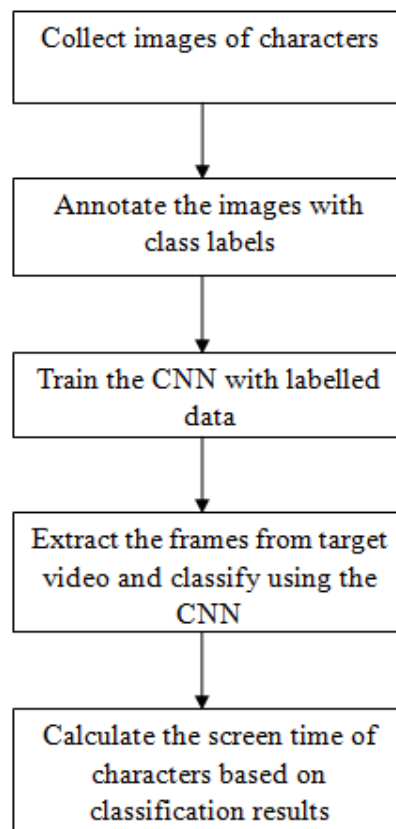 Collect images of characters
Annotate the images with
class labels
Train the CNN with labelled
data
Extract the frames from target
video and classify using the
CNN
Calculate the screen time of
characters based on
classification results